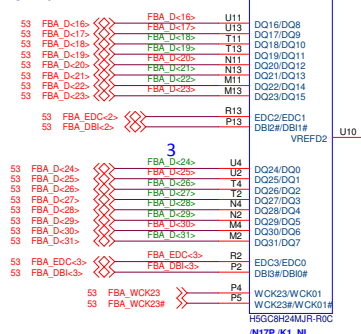 53 FBA_D<16> FBA_D<16> U11 DQ16/DQ8
53 FBA_D<17> FBA_D<17> U13 DQ17/DQ9
53 FBA_D<18> FBA_D<18> T11 DQ18/DQ10
53 FBA_D<19> FBA_D<19> T13 DQ19/DQ11
53 FBA_D<20> FBA_D<20> N11 DQ20/DQ12
53 FBA_D<21> FBA_D<21> N13 DQ21/DQ13
53 FBA_D<22> FBA_D<22> M11 DQ22/DQ14
53 FBA_D<23> FBA_D<23> M13 DQ23/DQ15
53 FBA_EDC<2> R13 EDC2/EDC1
53 FBA_DBI<2> P13 DBI2#/DBI1#
VREFD2 U10
3
53 FBA_D<24> FBA_D<24> U4 DQ24/DQ0
53 FBA_D<25> FBA_D<25> U2 DQ25/DQ1
53 FBA_D<26> FBA_D<26> T4 DQ26/DQ2
53 FBA_D<27> FBA_D<27> T2 DQ27/DQ3
53 FBA_D<28> FBA_D<28> N4 DQ28/DQ4
53 FBA_D<29> FBA_D<29> N2 DQ29/DQ5
53 FBA_D<30> FBA_D<30> M4 DQ30/DQ6
53 FBA_D<31> FBA_D<31> M2 DQ31/DQ7
53 FBA_EDC<3> FBA_EDC<3> R2 EDC3/EDC0
53 FBA_DBI<3> FBA_DBI<3> P2 DBI3#/DBI0#
53 FBA_WCK23 P4 WCK23/WCK01
53 FBA_WCK23# P5 WCK23#/WCK01#
H5GC8H24MJR-R0C
/N17P /K1 NI